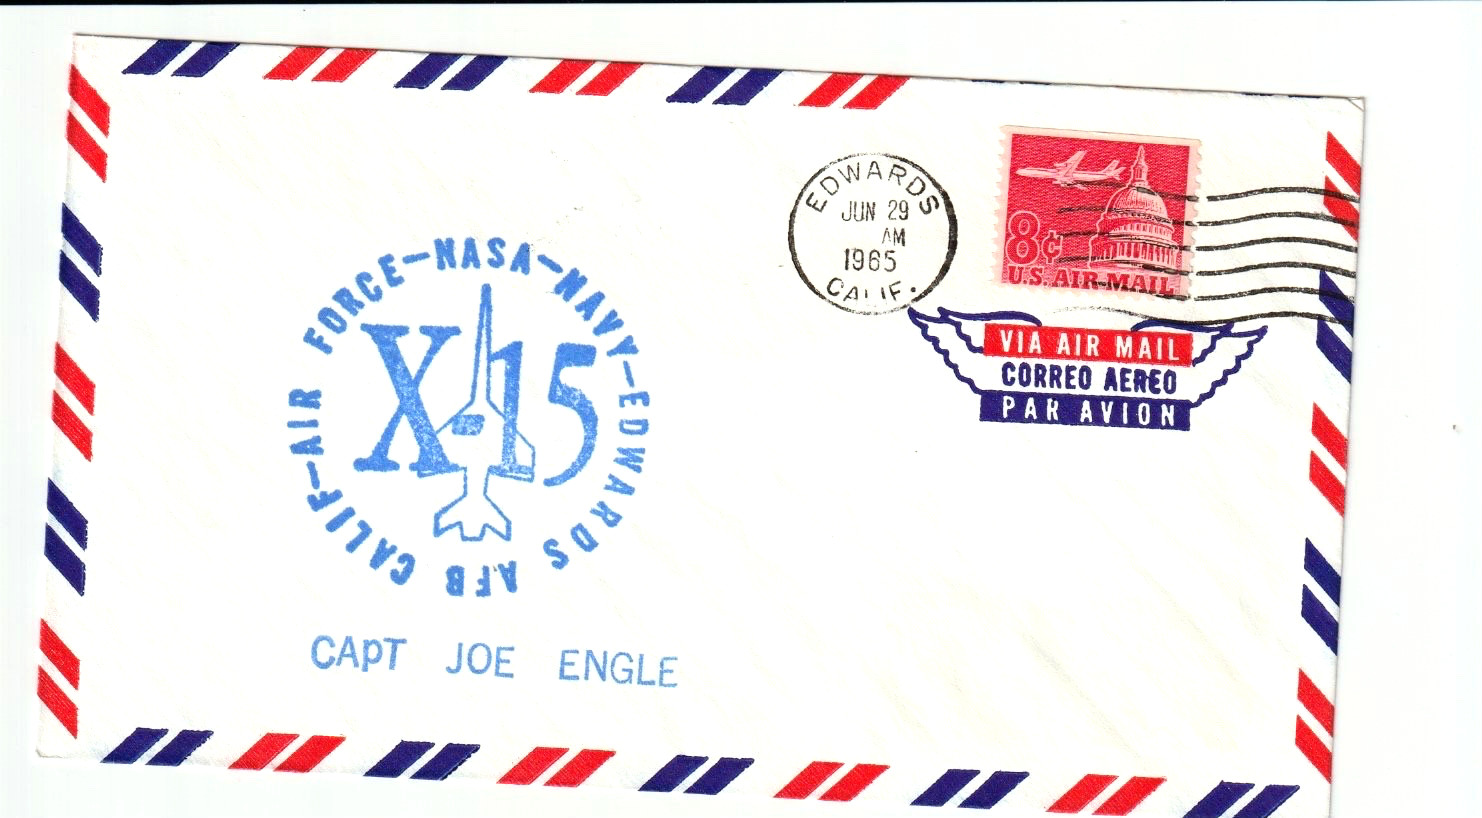 EDWARDS
JUN 29
AM
1965
CALIF.
8¢
U.S. AIR MAIL
VIA AIR MAIL
CORREO AEREO
PAR AVION
AIR FORCE-NASA-NAVY-EDWARDS AFB CALIF-
X-15
CAPT JOE ENGLE